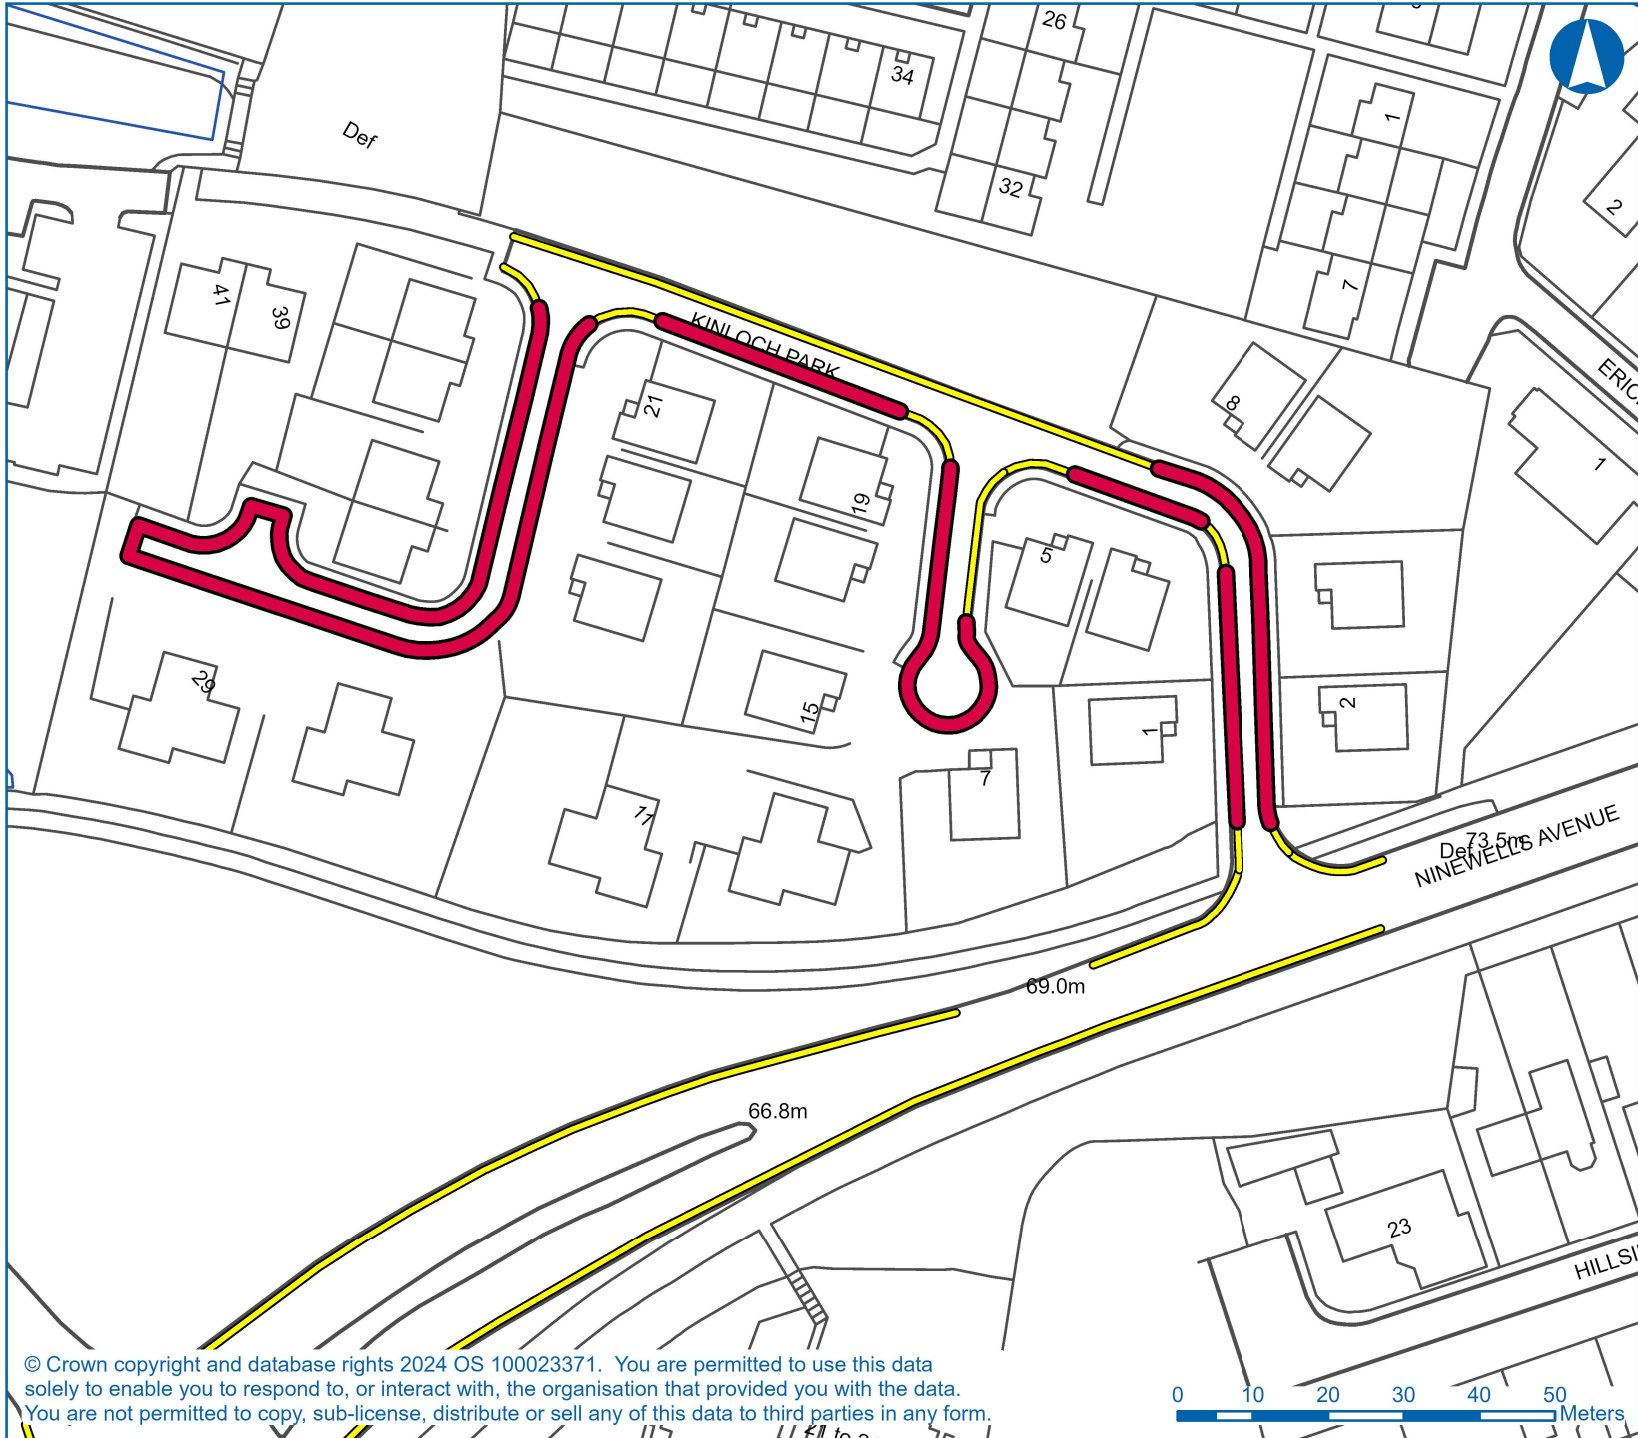 26
34
Def
1
32
2
41
39
7
KINLOCH PARK
8
21
1
19
5
29
15
1
2
7
11
73.5m
Def
NINEWELLS AVENUE
69.0m
66.8m
23
© Crown copyright and database rights 2024 OS 100023371.  You are permitted to use this data
solely to enable you to respond to, or interact with, the organisation that provided you with the data.
You are not permitted to copy, sub-license, distribute or sell any of this data to third parties in any form.
0 10 20 30 40 50
Meters